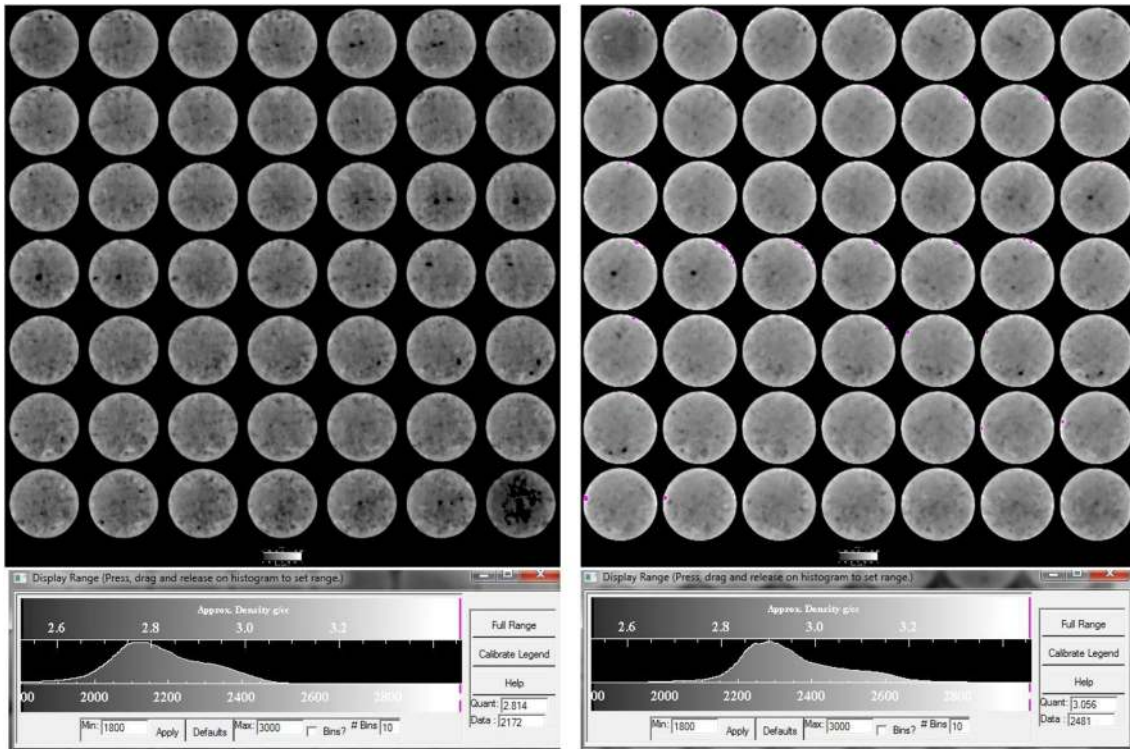 Display Range (Press, drag and release on histogram to set range.)
Approx. Density g/cc
2.6 2.8 3.0 3.2
00 2000 2200 2400 2600 2800
Full Range
Calibrate Legend
Help
Quant: 2.814
Data : 2172
Min: 1800 Apply Defaults Max: 3000 Bins? # Bins 10
Display Range (Press, drag and release on histogram to set range.)
Approx. Density g/cc
2.6 2.8 3.0 3.2
00 2000 2200 2400 2600 2800
Full Range
Calibrate Legend
Help
Quant: 3.056
Data : 2481
Min: 1800 Apply Defaults Max: 3000 Bins? # Bins 10